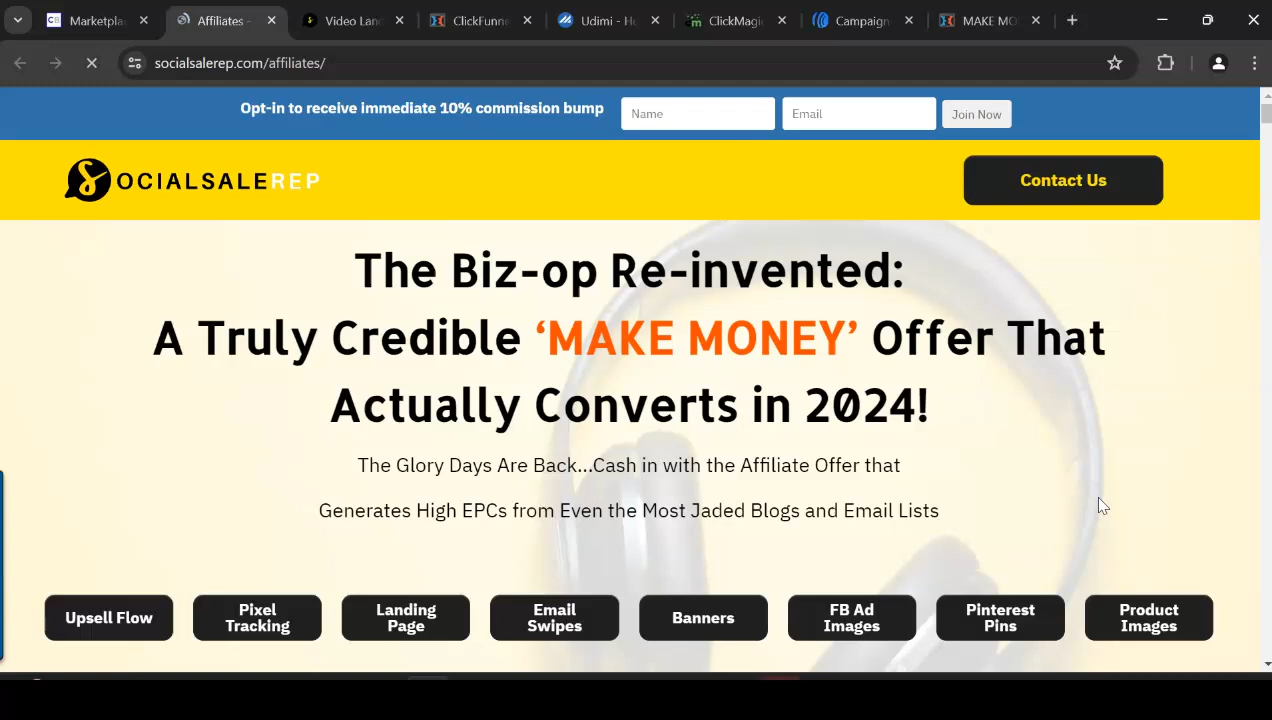 CB Marketpla
Affiliates -
Video Lan
ClickFunne
Udimi - H
ClickMagi
Campaign
MAKE MO
socialsalerep.com/affiliates/
Opt-in to receive immediate 10% commission bump
Name
Email
Join Now
SOCIALSALEREP
Contact Us
The Biz-op Re-invented:
A Truly Credible ‘MAKE MONEY’ Offer That
Actually Converts in 2024!
The Glory Days Are Back...Cash in with the Affiliate Offer that
Generates High EPCs from Even the Most Jaded Blogs and Email Lists
Upsell Flow
Pixel
Tracking
Landing
Page
Email
Swipes
Banners
FB Ad
Images
Pinterest
Pins
Product
Images